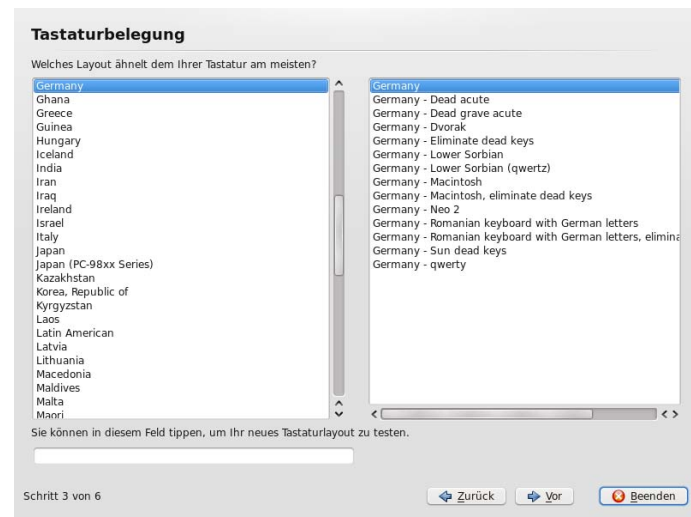 Tastaturbelegung
Welches Layout ähnelt dem Ihrer Tastatur am meisten?
Germany
Ghana
Greece
Guinea
Hungary
Iceland
India
Iran
Iraq
Ireland
Israel
Italy
Japan
Japan (PC-98xx Series)
Kazakhstan
Korea, Republic of
Kyrgyzstan
Laos
Latin American
Latvia
Lithuania
Macedonia
Maldives
Malta
Maori
Germany
Germany - Dead acute
Germany - Dead grave acute
Germany - Dvorak
Germany - Eliminate dead keys
Germany - Lower Sorbian
Germany - Lower Sorbian (qwertz)
Germany - Macintosh
Germany - Macintosh, eliminate dead keys
Germany - Neo 2
Germany - Romanian keyboard with German letters
Germany - Romanian keyboard with German letters, elimina
Germany - Sun dead keys
Germany - qwerty
Sie können in diesem Feld tippen, um Ihr neues Tastaturlayout zu testen.
Schritt 3 von 6
Zurück
Vor
Beenden